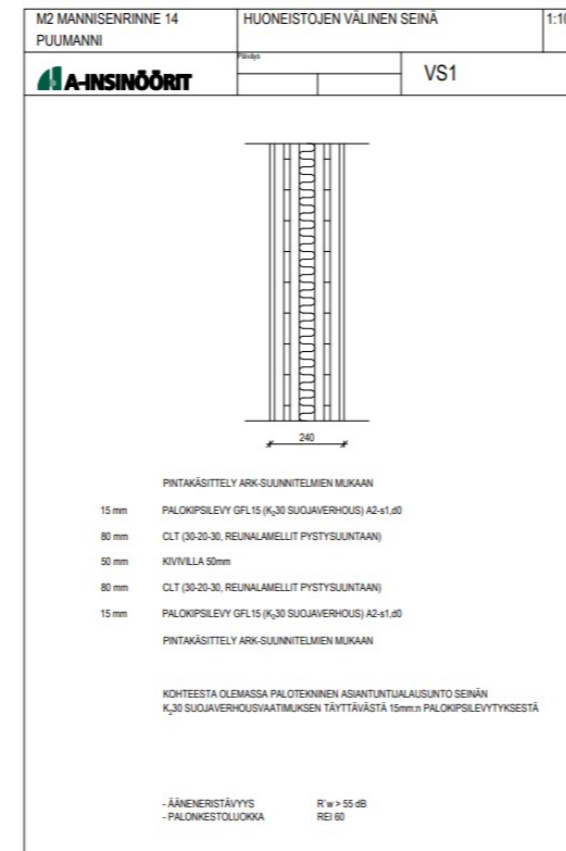 M2 MANNISENRINNE 14
PUUMANNI
HUONEISTOJEN VÄLINEN SEINÄ
1:10
A-INSINÖÖRIT
Päiväys
VS1
240
PINTAKÄSITTELY ARK-SUUNNITELMIEN MUKAAN
15 mm PALOKIPSILEVY GFL15 (K₂30 SUOJAVERHOUS) A2-s1,d0
80 mm CLT (30-20-30, REUNALAMELLIT PYSTYSUUNTAAN)
50 mm KIVIVILLA 50mm
80 mm CLT (30-20-30, REUNALAMELLIT PYSTYSUUNTAAN)
15 mm PALOKIPSILEVY GFL15 (K₂30 SUOJAVERHOUS) A2-s1,d0
PINTAKÄSITTELY ARK-SUUNNITELMIEN MUKAAN
KOHTEESTA OLEMASSA PALOTEKNINEN ASIANTUNTIJALAUSUNTO SEINÄN
K₂30 SUOJAVERHOUSVAATIMUKSEN TÄYTTÄVÄSTÄ 15mm:n PALOKIPSILEVYTYKSESTÄ
- ÄÄNENERISTÄVYYS R'w > 55 dB
- PALONKESTOLUOKKA REI 60